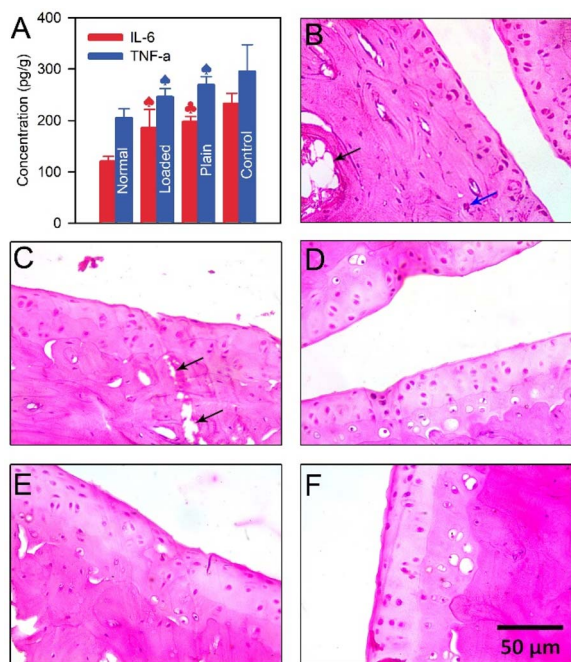 A
IL-6
TNF-a
Concentration (pg/g)
400
300
200
100
0
Normal
Loaded
Plain
Control
B
C
D
E
F
50 µm